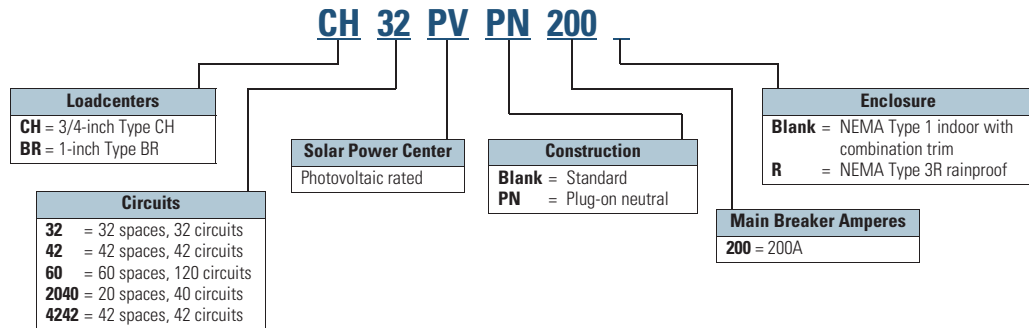 CH 32 PV PN 200 _
Loadcenters
CH = 3/4-inch Type CH
BR = 1-inch Type BR
Circuits
32 = 32 spaces, 32 circuits
42 = 42 spaces, 42 circuits
60 = 60 spaces, 120 circuits
2040 = 20 spaces, 40 circuits
4242 = 42 spaces, 42 circuits
Solar Power Center
Photovoltaic rated
Construction
Blank = Standard
PN = Plug-on neutral
Main Breaker Amperes
200 = 200A
Enclosure
Blank = NEMA Type 1 indoor with
combination trim
R = NEMA Type 3R rainproof